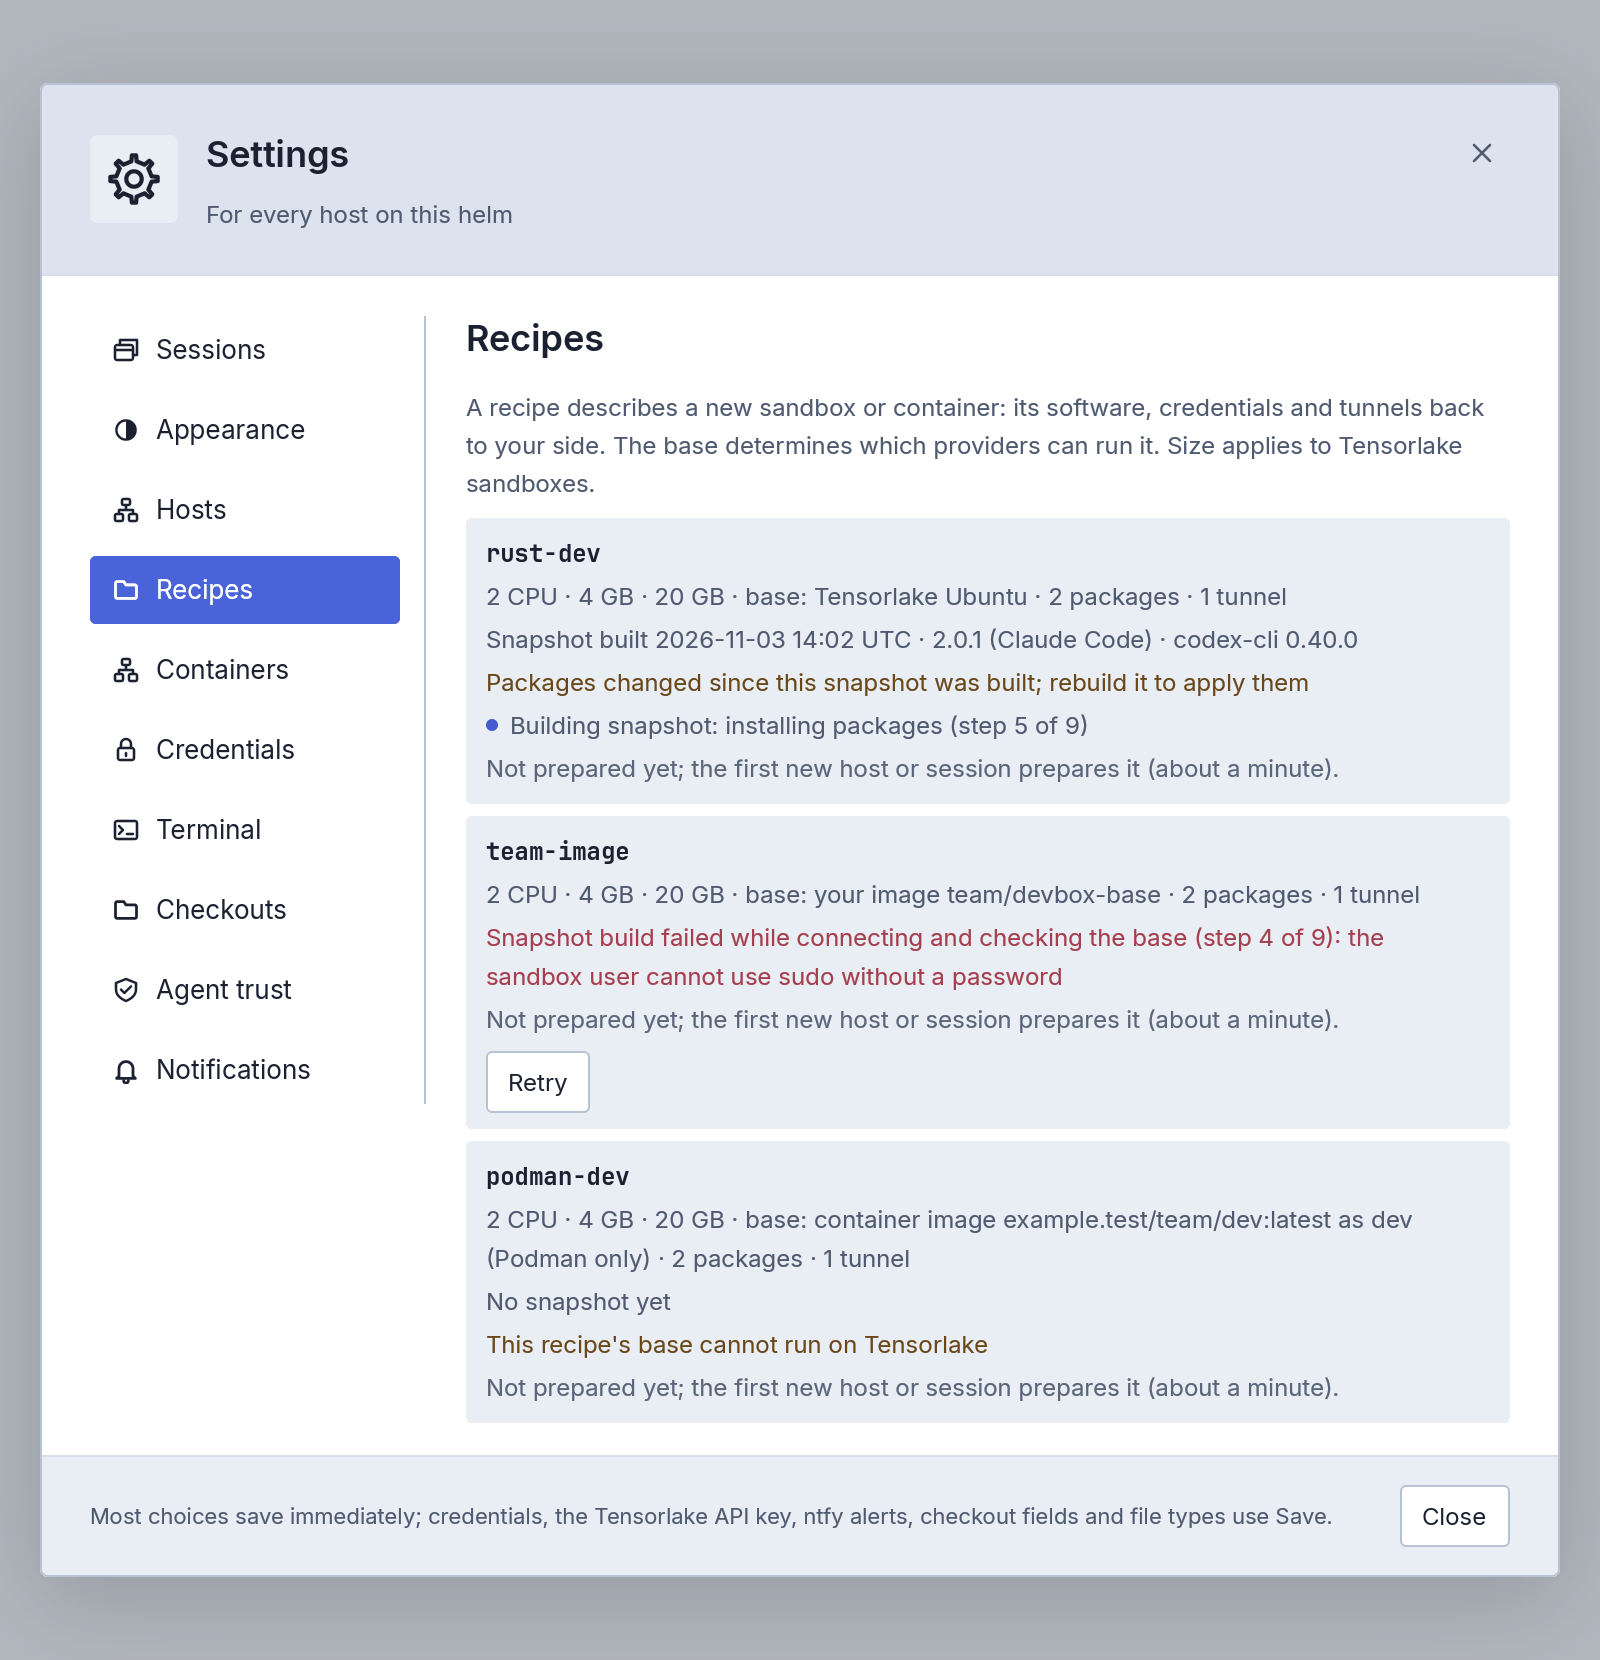 Settings
For every host on this helm
Sessions
Appearance
Hosts
Recipes
Containers
Credentials
Terminal
Checkouts
Agent trust
Notifications
Recipes
A recipe describes a new sandbox or container: its software, credentials and tunnels back
to your side. The base determines which providers can run it. Size applies to Tensorlake
sandboxes.
rust-dev
2 CPU · 4 GB · 20 GB · base: Tensorlake Ubuntu · 2 packages · 1 tunnel
Snapshot built 2026-11-03 14:02 UTC · 2.0.1 (Claude Code) · codex-cli 0.40.0
Packages changed since this snapshot was built; rebuild it to apply them
Building snapshot: installing packages (step 5 of 9)
Not prepared yet; the first new host or session prepares it (about a minute).
team-image
2 CPU · 4 GB · 20 GB · base: your image team/devbox-base · 2 packages · 1 tunnel
Snapshot build failed while connecting and checking the base (step 4 of 9): the
sandbox user cannot use sudo without a password
Not prepared yet; the first new host or session prepares it (about a minute).
Retry
podman-dev
2 CPU · 4 GB · 20 GB · base: container image example.test/team/dev:latest as dev
(Podman only) · 2 packages · 1 tunnel
No snapshot yet
This recipe's base cannot run on Tensorlake
Not prepared yet; the first new host or session prepares it (about a minute).
Most choices save immediately; credentials, the Tensorlake API key, ntfy alerts, checkout fields and file types use Save.
Close